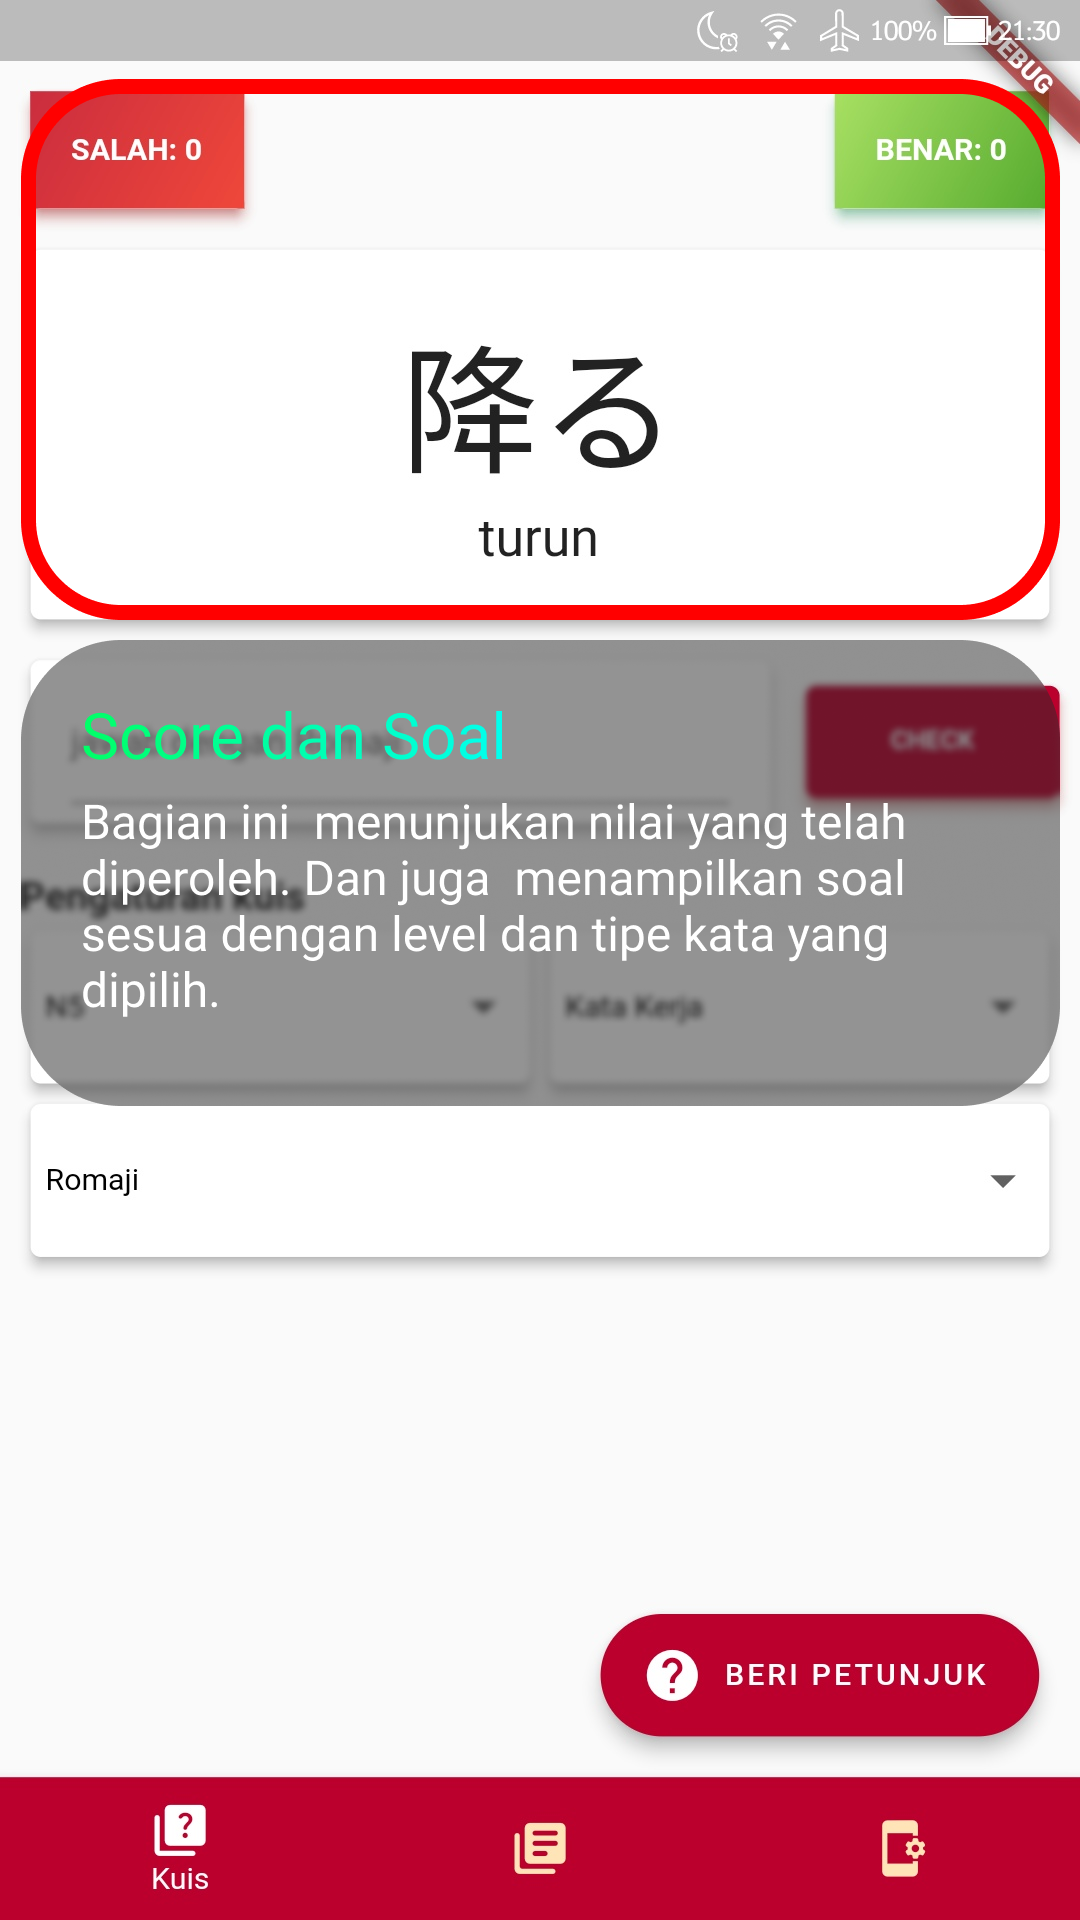 100% 21:30
DEBUG
SALAH: 0
BENAR: 0
降る
turun
Score dan Soal
CHECK
Bagian ini  menunjukan nilai yang telah
diperoleh. Dan juga  menampilkan soal
sesua dengan level dan tipe kata yang
dipilih.
Pengaturan kuis
N5
Kata Kerja
Romaji
BERI PETUNJUK
Kuis